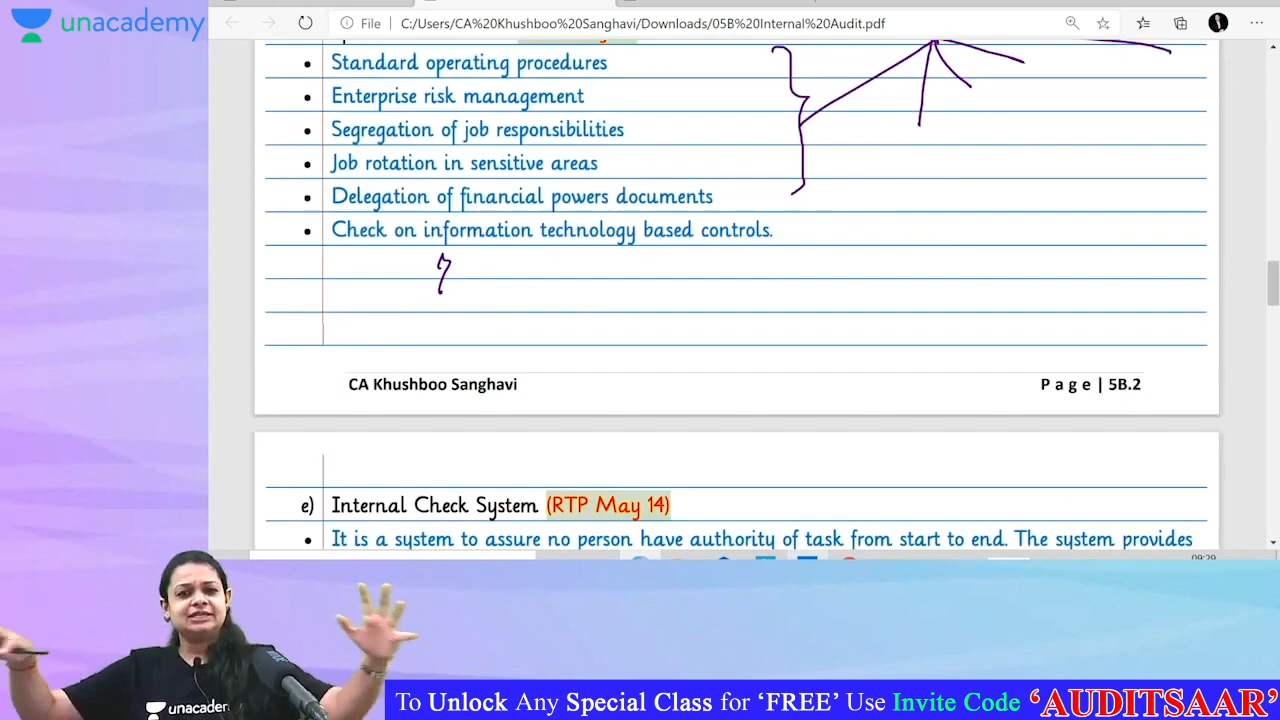 unacademy
File C:/Users/CA%20Khushboo%20Sanghavi/Downloads/05B%20Internal%20Audit.pdf
• Standard operating procedures
• Enterprise risk management
• Segregation of job responsibilities
• Job rotation in sensitive areas
• Delegation of financial powers documents
• Check on information technology based controls.
CA Khushboo Sanghavi
P a g e | 5B.2
e) Internal Check System (RTP May 14)
• It is a system to assure no person have authority of task from start to end. The system provides
unacademy
To Unlock Any Special Class for ‘FREE’ Use Invite Code ‘AUDITSAAR’